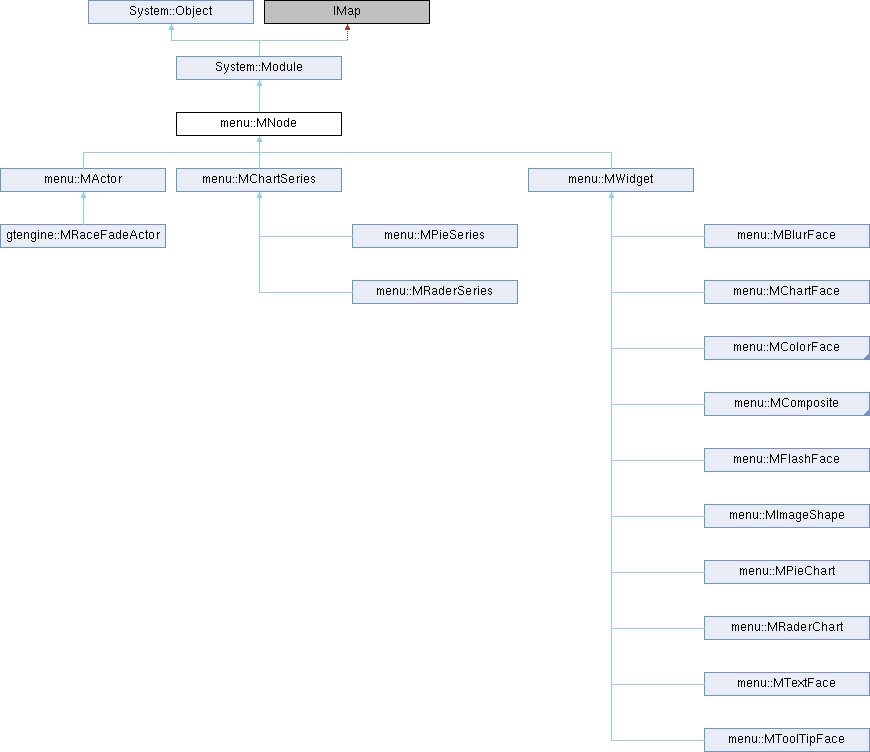 System::Object
IMap
System::Module
menu::MNode
menu::MActor
menu::MChartSeries
menu::MWidget
gtengine::MRaceFadeActor
menu::MPieSeries
menu::MBlurFace
menu::MRaderSeries
menu::MChartFace
menu::MColorFace
menu::MComposite
menu::MFlashFace
menu::MImageShape
menu::MPieChart
menu::MRaderChart
menu::MTextFace
menu::MToolTipFace